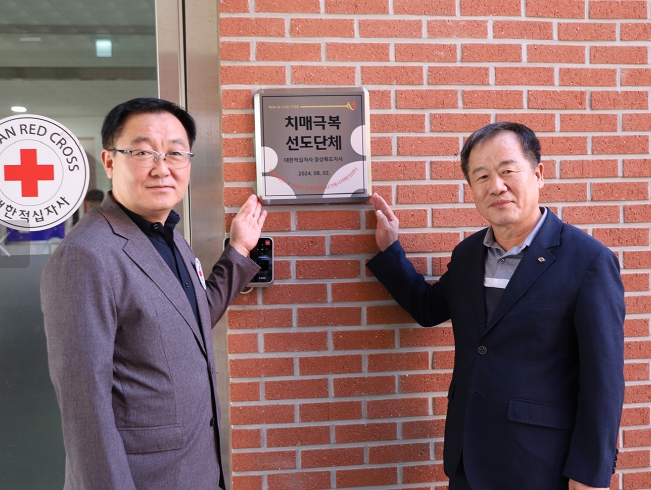 AN RED CROSS
대한적십자사
치매극복
선도단체
대한적십자사 경상북도지사
2024. 08. 02.